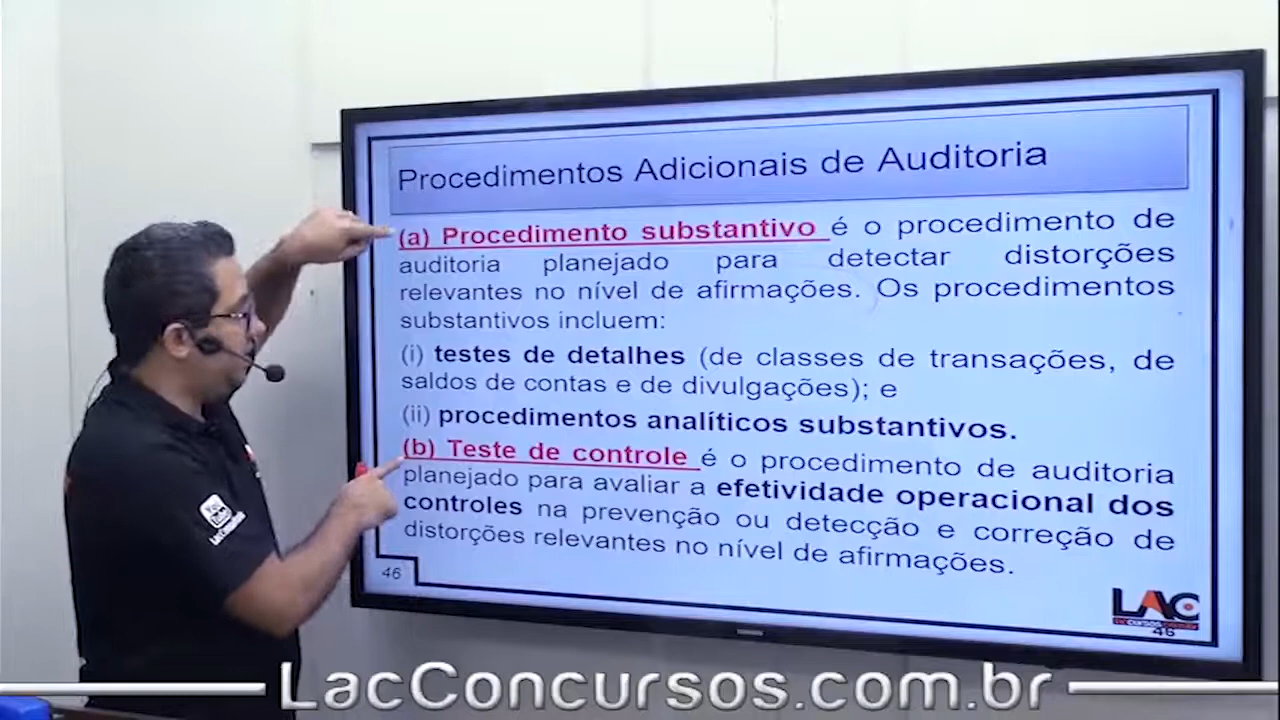 Procedimentos Adicionais de Auditoria
(a) Procedimento substantivo é o procedimento de
auditoria planejado para detectar distorções
relevantes no nível de afirmações. Os procedimentos
substantivos incluem:
(i) testes de detalhes (de classes de transações, de
saldos de contas e de divulgações); e
(ii) procedimentos analíticos substantivos.
(b) Teste de controle é o procedimento de auditoria
planejado para avaliar a efetividade operacional dos
controles na prevenção ou detecção e correção de
distorções relevantes no nível de afirmações.
46
LAC
46
LacConcursos.com.br